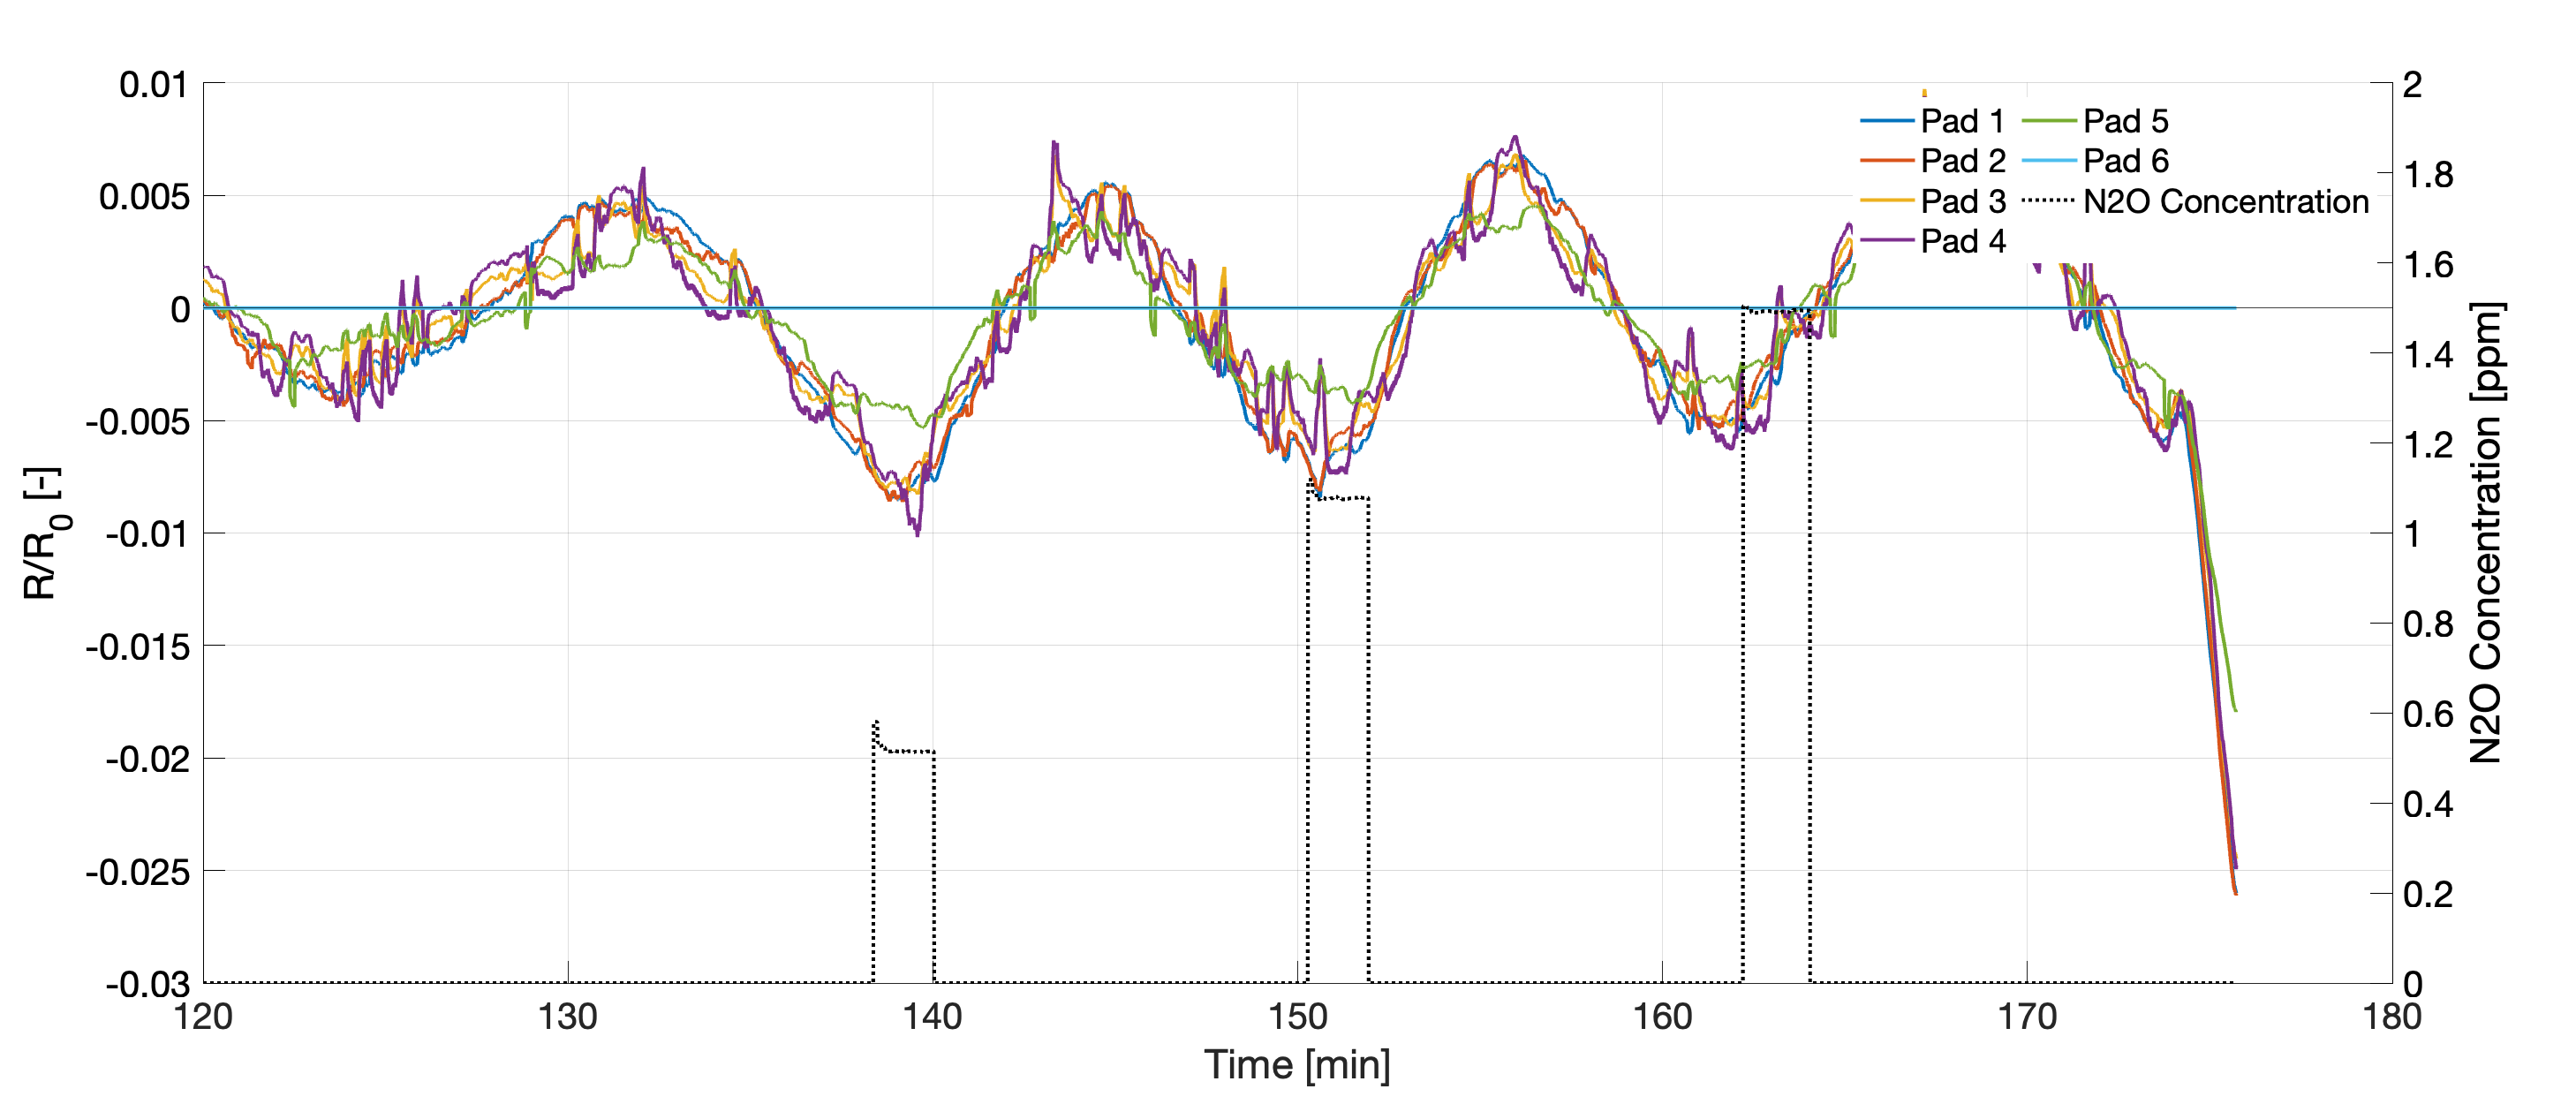 0.01
0.005
0
-0.005
-0.01
-0.015
-0.02
-0.025
-0.03
R/R0 [-]
120
130
140
150
160
170
180
Time [min]
2
1.8
1.6
1.4
1.2
1
0.8
0.6
0.4
0.2
0
N2O Concentration [ppm]
Pad 1
Pad 2
Pad 3
Pad 4
Pad 5
Pad 6
N2O Concentration